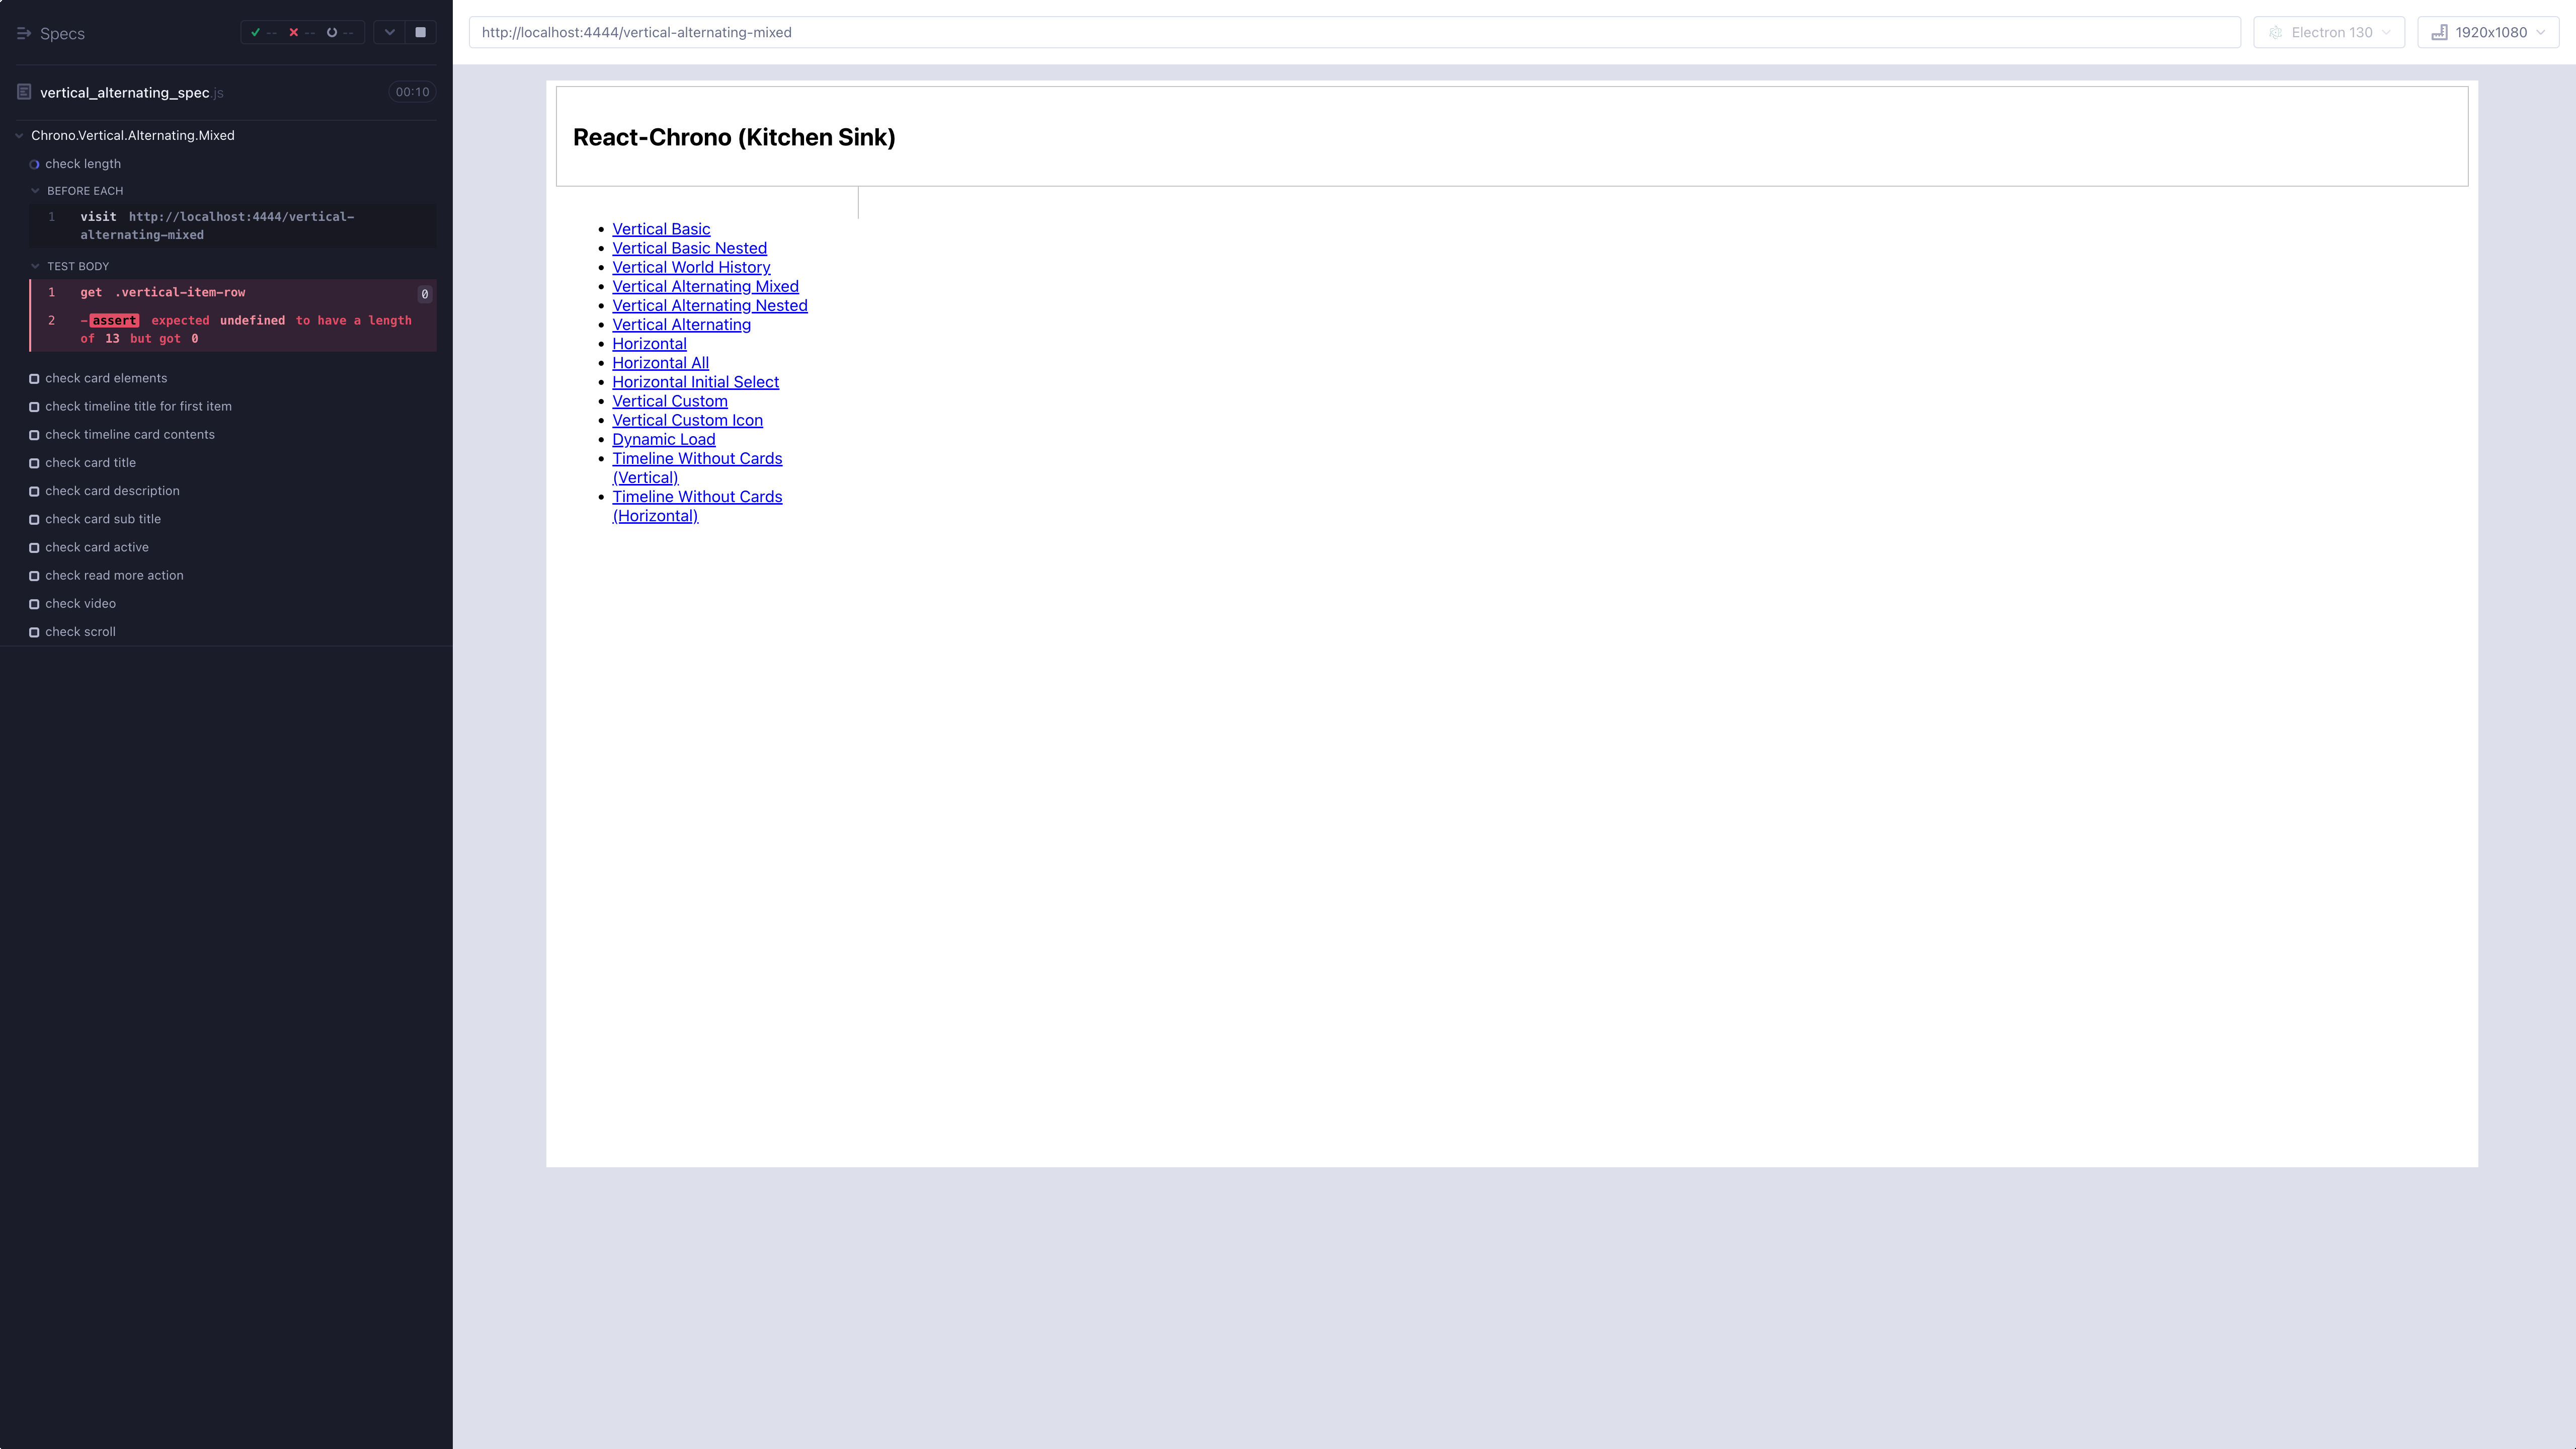 Specs
-- -- --
vertical_alternating_spec.js 00:10
Chrono.Vertical.Alternating.Mixed
check length
BEFORE EACH
1 visit http://localhost:4444/vertical-
alternating-mixed
TEST BODY
1 get .vertical-item-row 0
2 -assert expected undefined to have a length
of 13 but got 0
check card elements
check timeline title for first item
check timeline card contents
check card title
check card description
check card sub title
check card active
check read more action
check video
check scroll
http://localhost:4444/vertical-alternating-mixed
Electron 130
1920x1080
React-Chrono (Kitchen Sink)
Vertical Basic
Vertical Basic Nested
Vertical World History
Vertical Alternating Mixed
Vertical Alternating Nested
Vertical Alternating
Horizontal
Horizontal All
Horizontal Initial Select
Vertical Custom
Vertical Custom Icon
Dynamic Load
Timeline Without Cards
(Vertical)
Timeline Without Cards
(Horizontal)